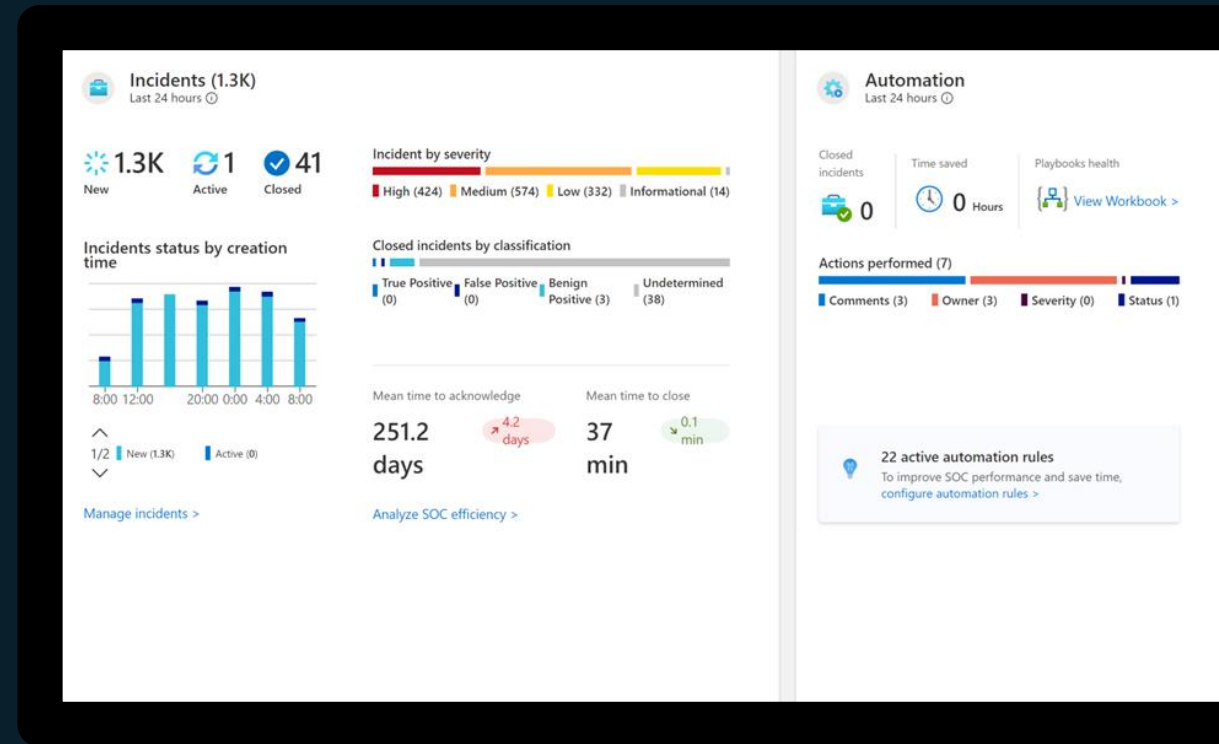 Incidents (1.3K)
Last 24 hours
1.3K
New
1
Active
41
Closed
Incidents status by creation
time
8:00 12:00 20:00 0:00 4:00 8:00
1/2 New (1.3K) Active (0)
Manage incidents >
Incident by severity
High (424) Medium (574) Low (332) Informational (14)
Closed incidents by classification
True Positive
(0)
False Positive
(0)
Benign
Positive (3)
Undetermined
(38)
Mean time to acknowledge
251.2
days
4.2
days
Mean time to close
37
min
0.1
min
Analyze SOC efficiency >
Automation
Last 24 hours
Closed
incidents
0
Time saved
0 Hours
Playbooks health
View Workbook >
Actions performed (7)
Comments (3) Owner (3) Severity (0) Status (1)
22 active automation rules
To improve SOC performance and save time,
configure automation rules >